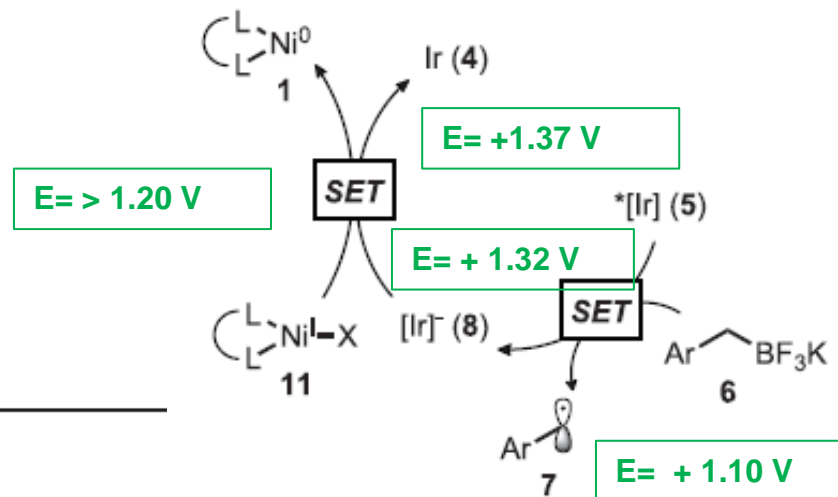 L
L
Ni⁰
1
Ir (4)
E= +1.37 V
E= > 1.20 V
SET
*[Ir] (5)
E= + 1.32 V
SET
L
L
Niᴵ–X
11
[Ir]⁻ (8)
Ar
BF₃K
6
Ar
7
E= + 1.10 V